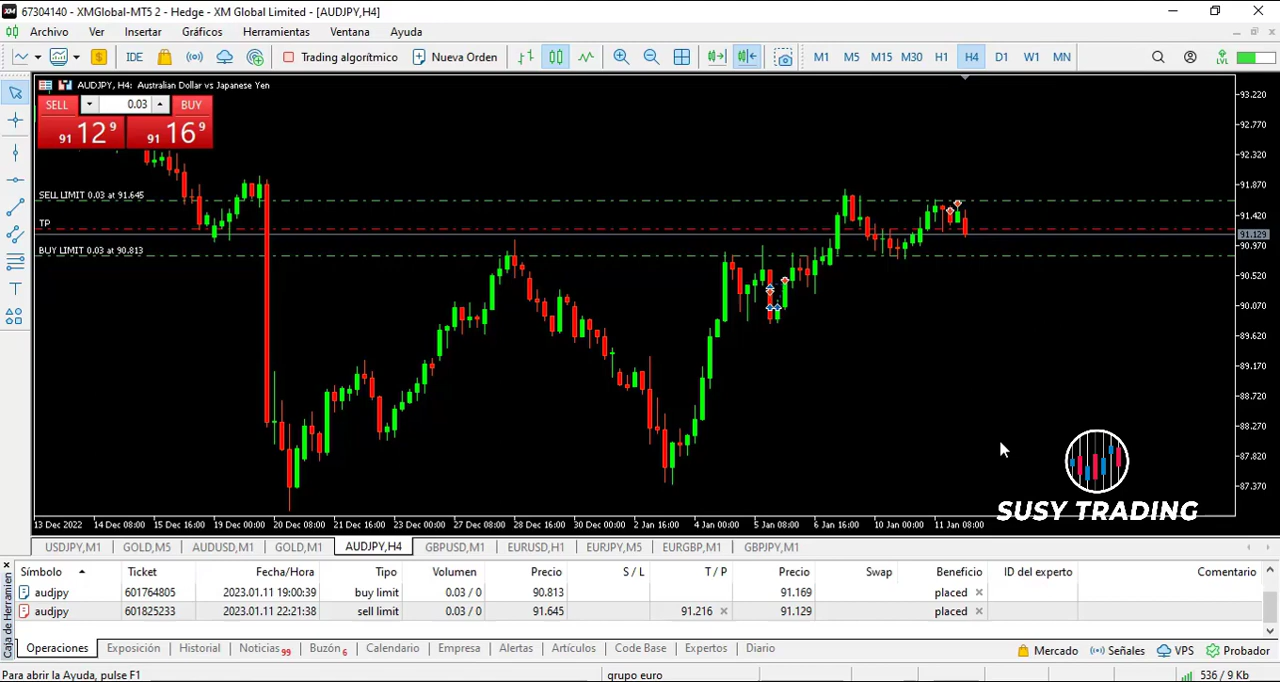 67304140 - XMGlobal-MT5 2 - Hedge - XM Global Limited - [AUDJPY,H4]
Archivo Ver Insertar Gráficos Herramientas Ventana Ayuda
IDE Trading algorítmico Nueva Orden M1 M5 M15 M30 H1 H4 D1 W1 MN LVL
AUDJPY, H4: Australian Dollar vs Japanese Yen
SELL 0.03 BUY
91 12 9 91 16 9
SELL LIMIT 0.03 at 91.645
TP
BUY LIMIT 0.03 at 90.813
93.220
92.770
92.320
91.870
91.420
91.129
90.970
90.520
90.070
89.620
89.170
88.720
88.270
87.820
87.370
SUSY TRADING
13 Dec 2022 14 Dec 08:00 15 Dec 16:00 19 Dec 00:00 20 Dec 08:00 21 Dec 16:00 23 Dec 00:00 27 Dec 08:00 28 Dec 16:00 30 Dec 00:00 2 Jan 16:00 4 Jan 00:00 5 Jan 08:00 6 Jan 16:00 10 Jan 00:00 11 Jan 08:00
USDJPY,M1 GOLD,M5 AUDUSD,M1 GOLD,M1 AUDJPY,H4 GBPUSD,M1 EURUSD,H1 EURJPY,M5 EURGBP,M1 GBPJPY,M1
Símbolo Ticket Fecha/Hora Tipo Volumen Precio S / L T / P Precio Swap Beneficio ID del experto Comentario
audjpy 601764805 2023.01.11 19:00:39 buy limit 0.03 / 0 90.813 91.169 placed
audjpy 601825233 2023.01.11 22:21:38 sell limit 0.03 / 0 91.645 91.216 91.129 placed
Caja de Herramien
Operaciones Exposición Historial Noticias 99 Buzón 6 Calendario Empresa Alertas Artículos Code Base Expertos Diario Mercado Señales VPS Probador
Para abrir la Ayuda, pulse F1 grupo euro 536 / 9 Kb